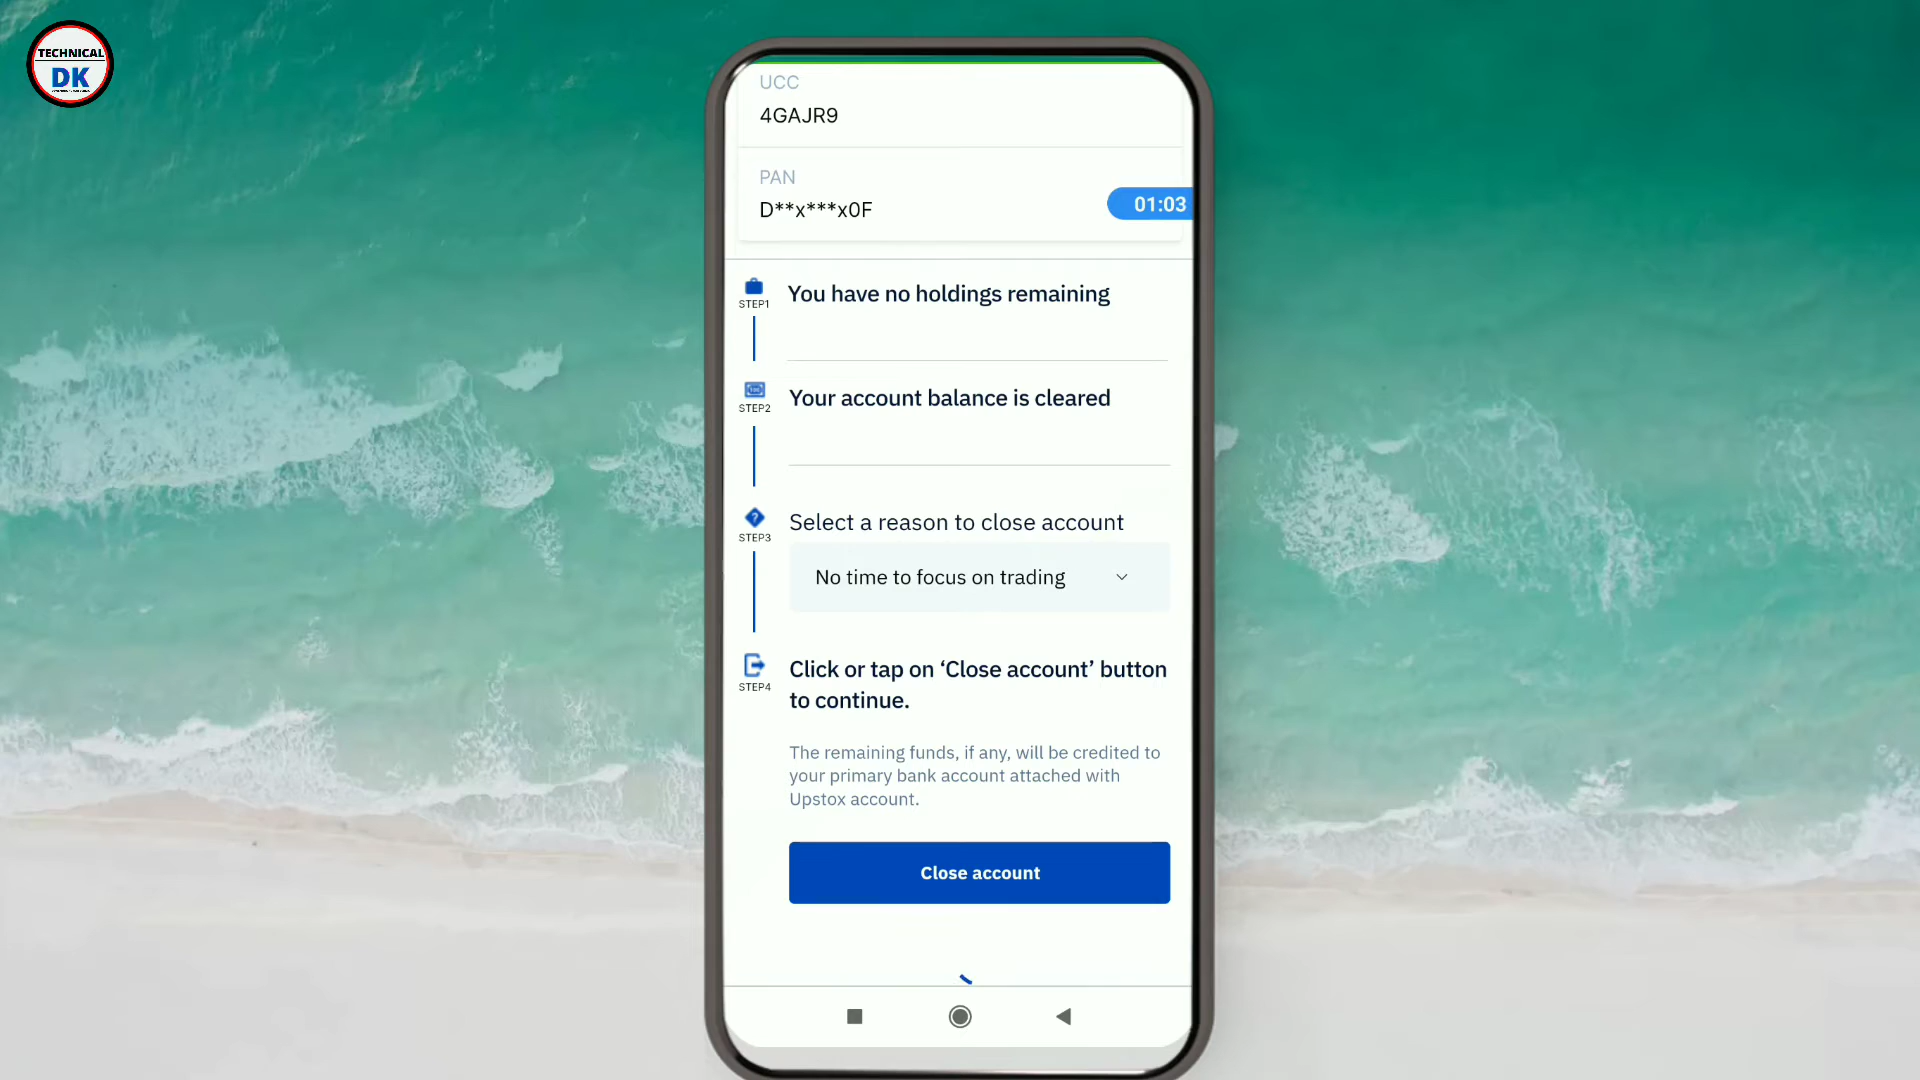 TECHNICAL
DK
UCC
4GAJR9
PAN
D**x***x0F
01:03
STEP1
You have no holdings remaining
STEP2
Your account balance is cleared
STEP3
Select a reason to close account
No time to focus on trading
STEP4
Click or tap on ‘Close account’ button
to continue.
The remaining funds, if any, will be credited to
your primary bank account attached with
Upstox account.
Close account